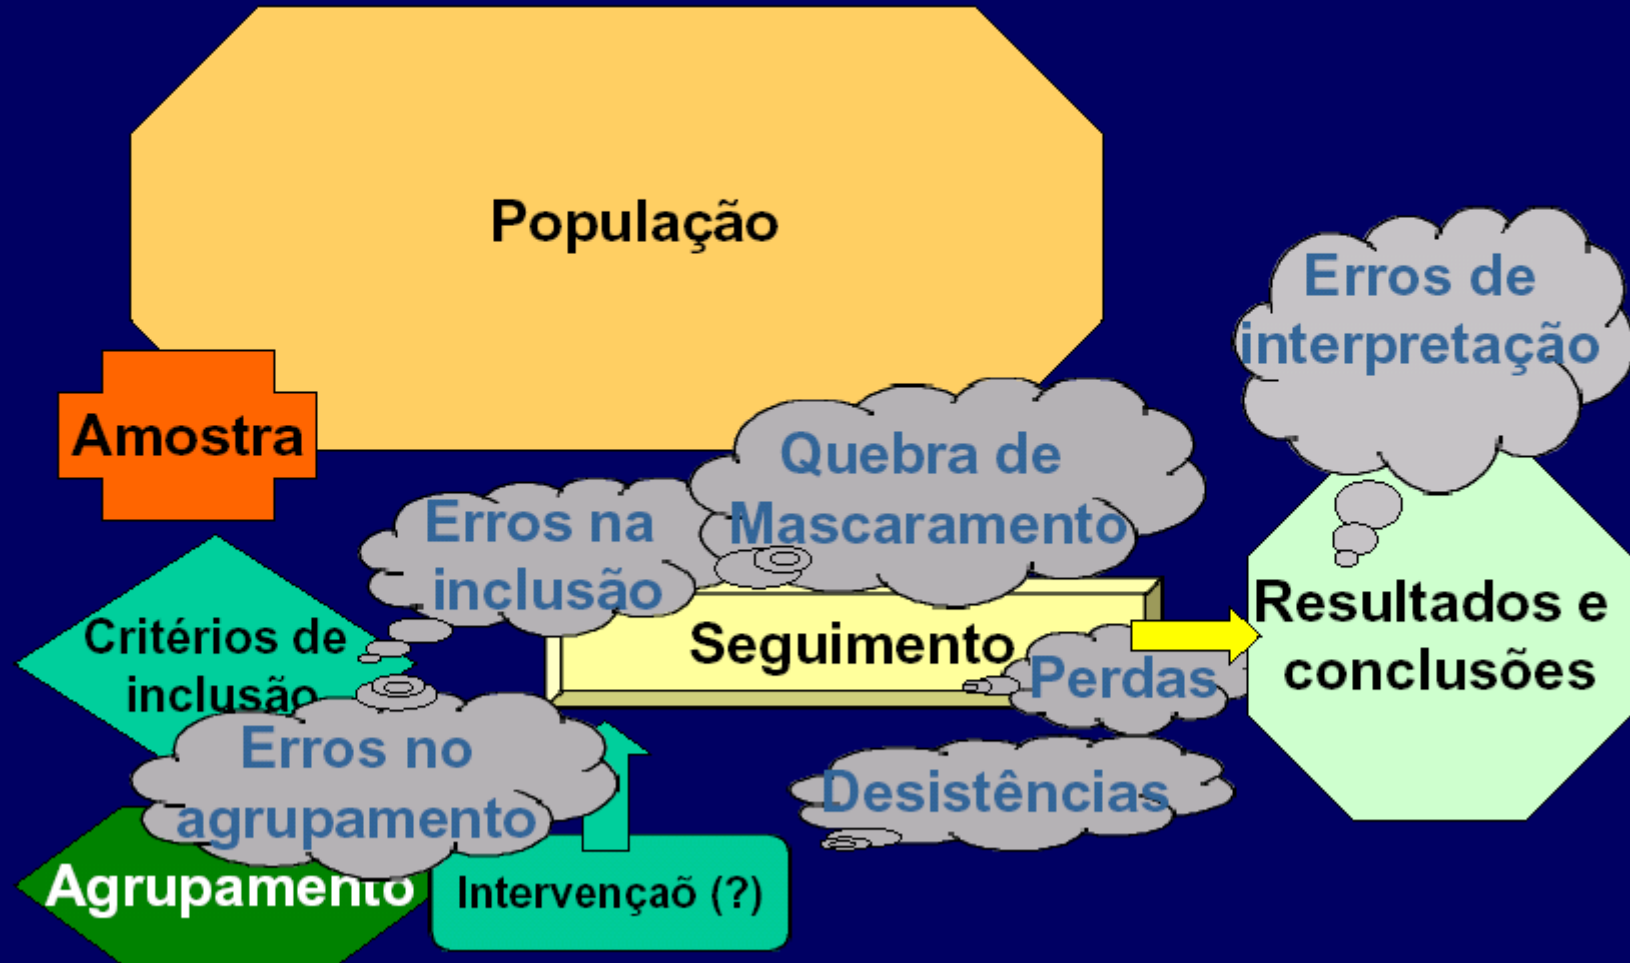 População
Erros de
interpretação
Amostra
Quebra de
Mascaramento
Erros na
inclusão
Critérios de
inclusão
Seguimento
Perdas
Resultados e
conclusões
Erros no
agrupamento
Desistências
Agrupamento
Intervençaõ (?)